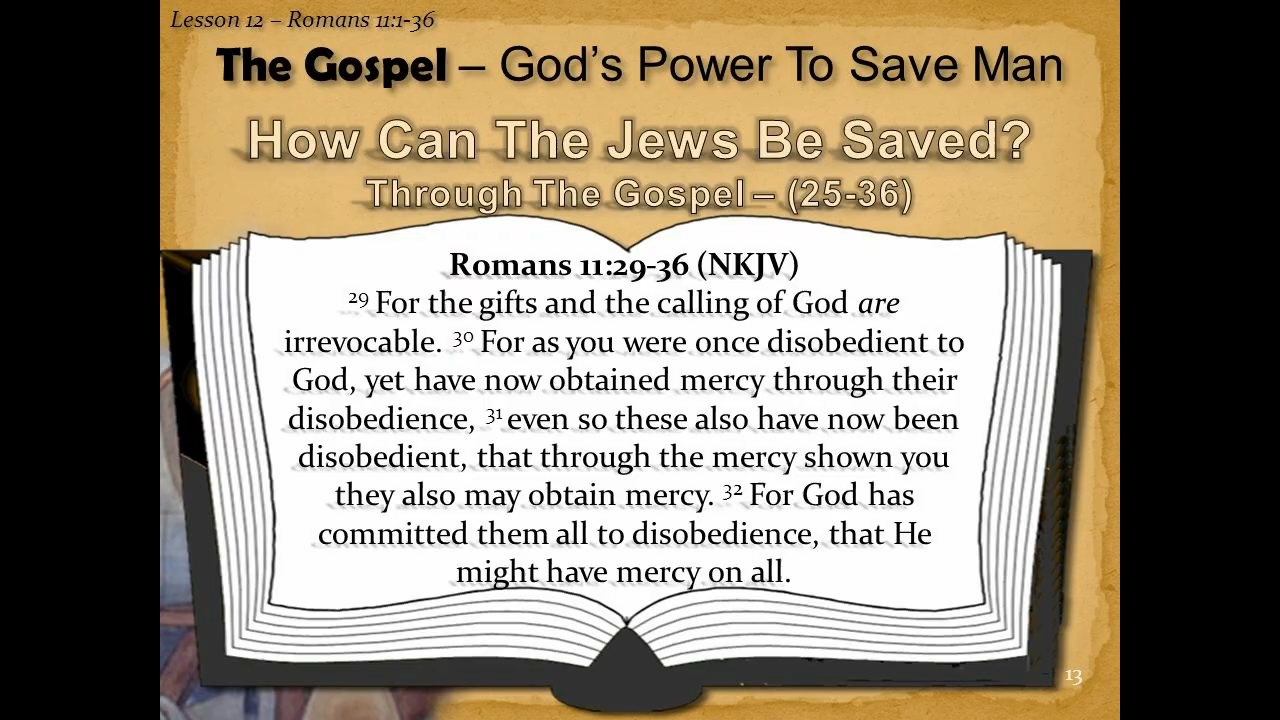 Lesson 12 – Romans 11:1-36
The Gospel – God’s Power To Save Man
How Can The Jews Be Saved?
Through The Gospel – (25-36)
Romans 11:29-36 (NKJV)
29 For the gifts and the calling of God are
irrevocable. 30 For as you were once disobedient to
God, yet have now obtained mercy through their
disobedience, 31 even so these also have now been
disobedient, that through the mercy shown you
they also may obtain mercy. 32 For God has
committed them all to disobedience, that He
might have mercy on all.
13